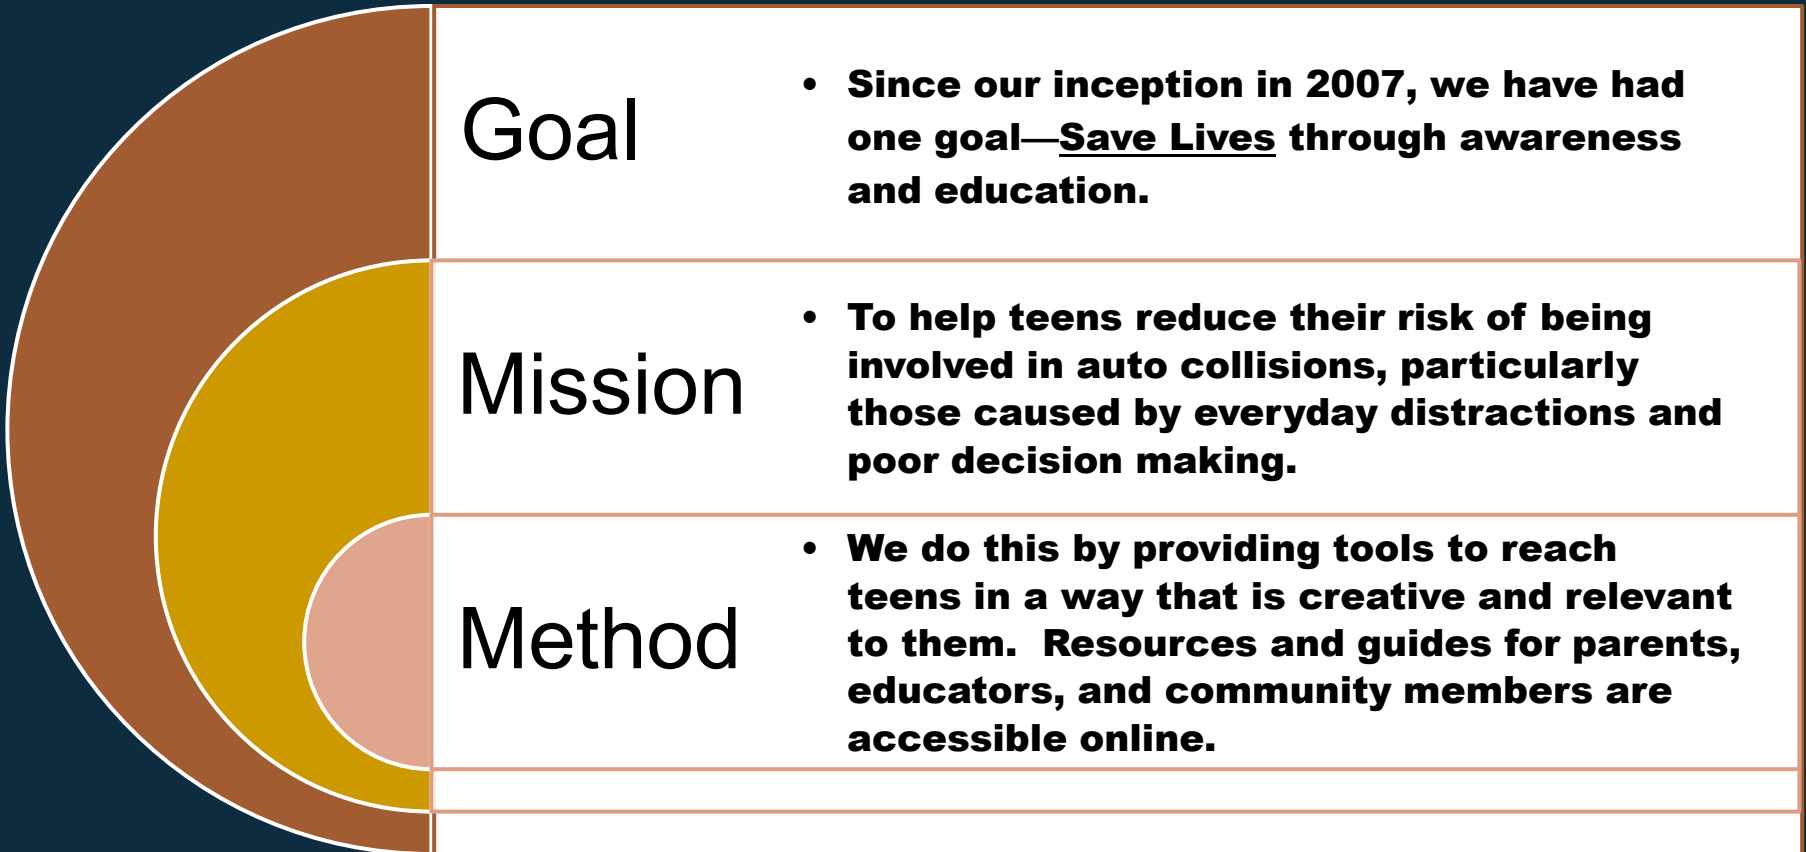 Goal
• Since our inception in 2007, we have had
one goal—Save Lives through awareness
and education.
Mission
• To help teens reduce their risk of being
involved in auto collisions, particularly
those caused by everyday distractions and
poor decision making.
Method
• We do this by providing tools to reach
teens in a way that is creative and relevant
to them.  Resources and guides for parents,
educators, and community members are
accessible online.